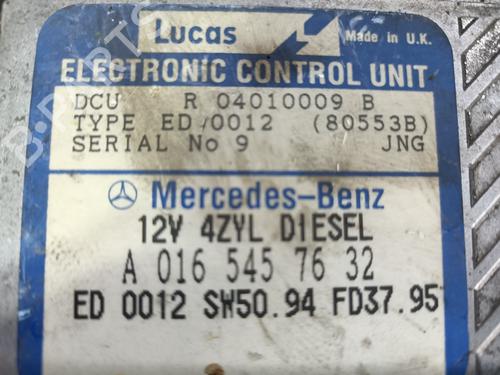 Lucas Made in U.K.
ELECTRONIC CONTROL UNIT
DCU R 04010009 B
TYPE ED/0012 (80553B)
SERIAL No 9 JNG
Mercedes-Benz
12V 4ZYL DIESEL
A 016 545 76 32
ED 0012 SW50.94 FD37.95